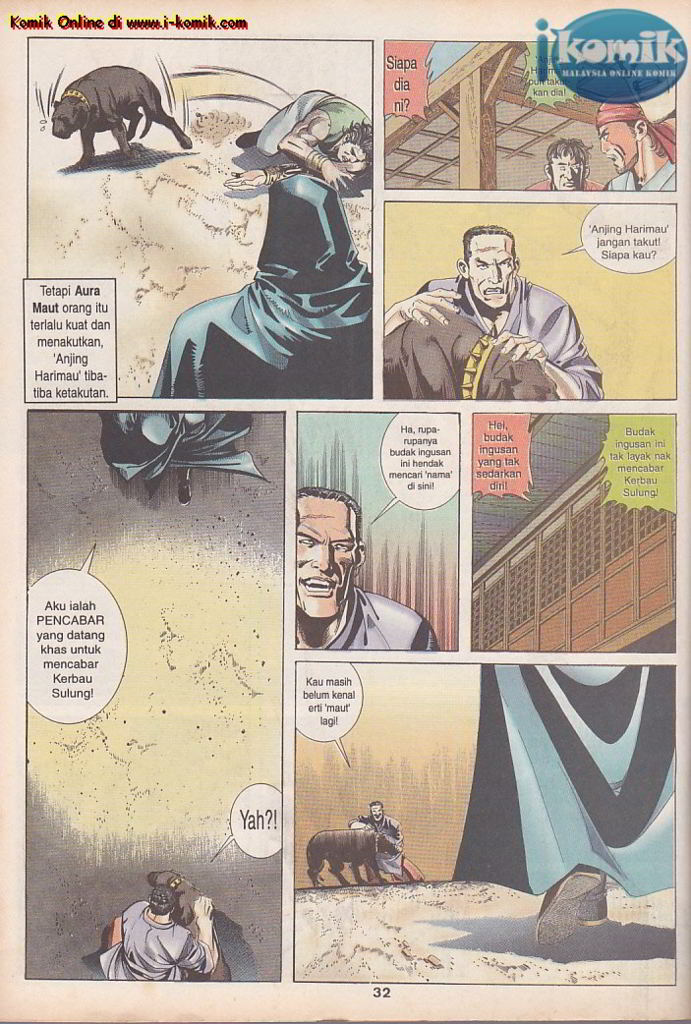 Komik Online di www.i-komik.com
ikomik
MALAYSIA ONLINE KOMIK
Tetapi Aura
Maut orang itu
terlalu kuat dan
menakutkan,
'Anjing
Harimau' tiba-
tiba ketakutan.
Siapa
dia
ni?
kan dia!
'Anjing Harimau'
jangan takut!
Siapa kau?
Aku ialah
PENCABAR
yang datang
khas untuk
mencabar
Kerbau
Sulung!
Yah?!
Ha, rupa-
rupanya
budak ingusan
ini hendak
mencari 'nama'
di sini!
Hei,
budak
ingusan
yang tak
sedarkan
diri!
Budak
ingusan ini
tak layak nak
mencabar
Kerbau
Sulung!
Kau masih
belum kenal
erti 'maut'
lagi!
32